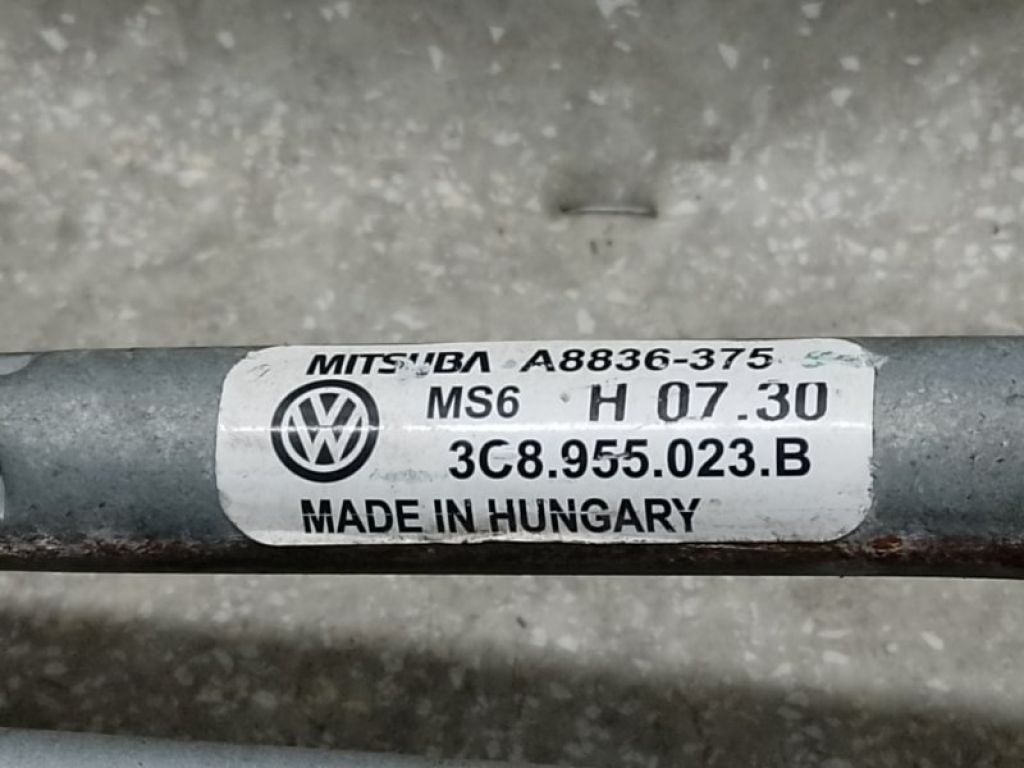 MITSUBA A8836-375
MS6 H 07.30
3C8.955.023.B
MADE IN HUNGARY